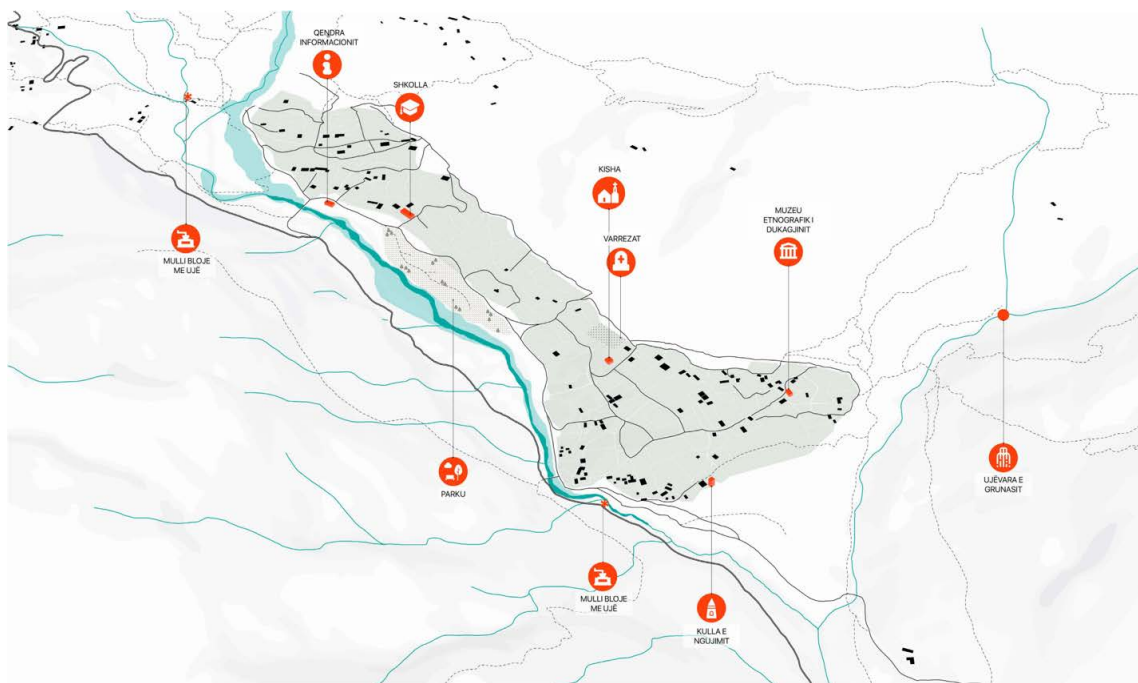 QENDRA
INFORMACIONIT
SHKOLLA
KISHA
VARREZAT
MUZEU
ETNOGRAFIK I
DUKAGJINIT
MULLI BLOJE
ME UJË
PARKU
UJËVARA E
GRUNASIT
MULLI BLOJE
ME UJË
KULLA E
NGUJIMIT